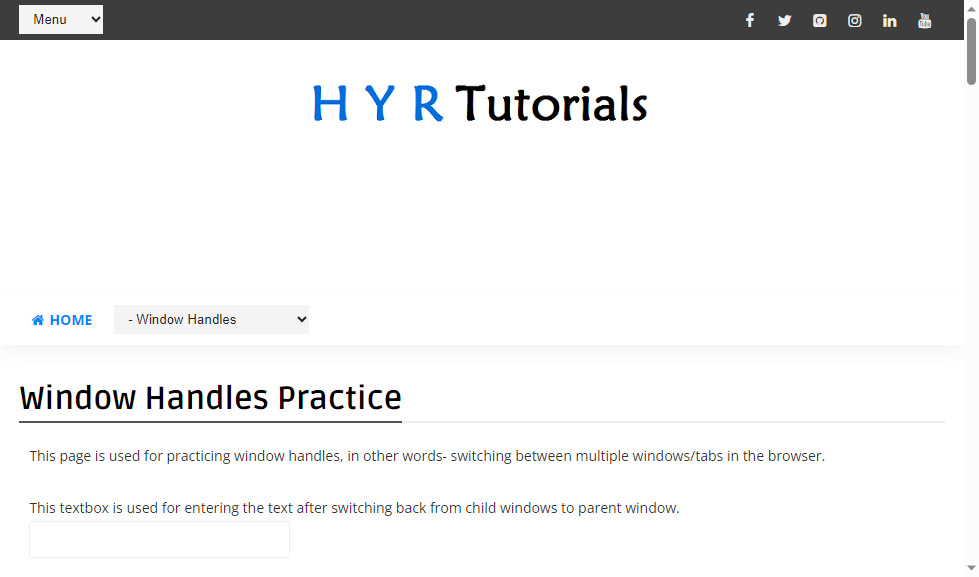 Menu
H Y R Tutorials
HOME
- Window Handles
Window Handles Practice
This page is used for practicing window handles, in other words- switching between multiple windows/tabs in the browser.
This textbox is used for entering the text after switching back from child windows to parent window.